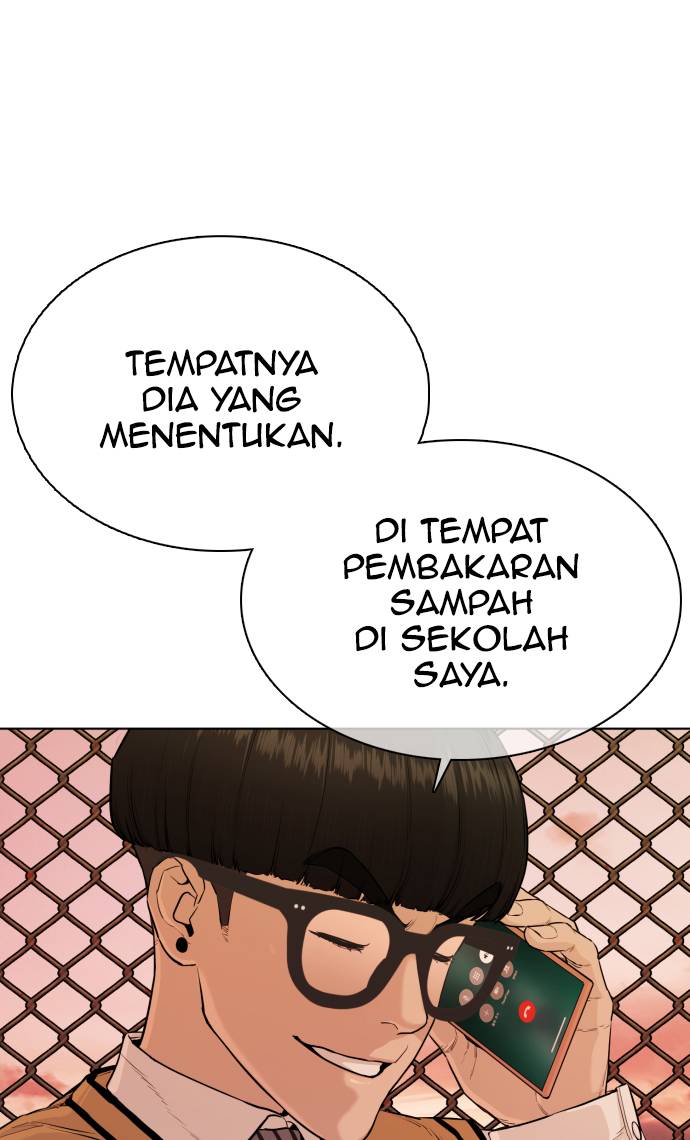 TEMPATNYA
DIA YANG
MENENTUKAN.
DI TEMPAT
PEMBAKARAN
SAMPAH
DI SEKOLAH
SAYA.